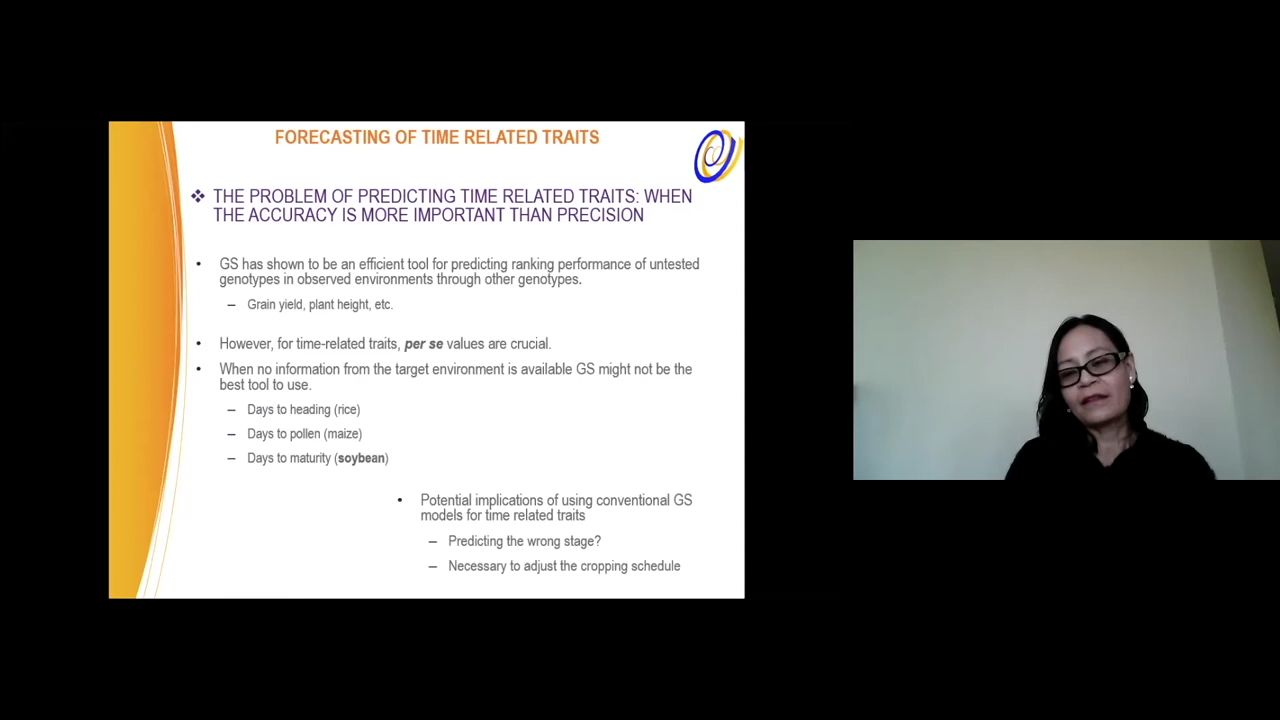 FORECASTING OF TIME RELATED TRAITS
❖ THE PROBLEM OF PREDICTING TIME RELATED TRAITS: WHEN
THE ACCURACY IS MORE IMPORTANT THAN PRECISION
• GS has shown to be an efficient tool for predicting ranking performance of untested
genotypes in observed environments through other genotypes.
– Grain yield, plant height, etc.
• However, for time-related traits, per se values are crucial.
• When no information from the target environment is available GS might not be the
best tool to use.
– Days to heading (rice)
– Days to pollen (maize)
– Days to maturity (soybean)
• Potential implications of using conventional GS
models for time related traits
– Predicting the wrong stage?
– Necessary to adjust the cropping schedule